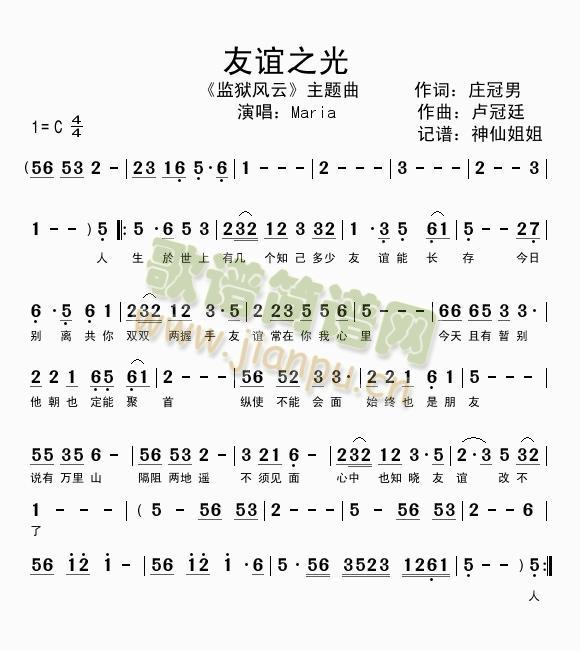 友谊之光
《监狱风云》主题曲 作词：庄冠男
演唱：Maria 作曲：卢冠廷
1=C 4/4 记谱：神仙姐姐
(56 53 2 - | 23 16 5·6 | 1 - - | 2 - - | 3 - - | 2 - 23
1 - - ) 5 |: 5 ·6 5 3 | 232 12 3 32 | 1 ·3 5 61 | 5 - - 27
人 生 於 世 上 有几 个知 己 多少 友 谊 能 长 存 今日
6 ·5 6 1 | 232 12 3·5 | 2 23 5 56 | 5 - - - | 66 65 3 3·
别 离 共 你 双双 两握 手 友 谊 常在 你 我 心 里 今天 且有 暂 别
2 2 1 65 61 | 2 - - - | 56 52 3 3· | 2 2 1 6 1 | 5 - - -
他 朝 也 定能 聚 首 纵使 不能 会 面 始 终 也 是 朋 友
55 35 6· | 56 53 2 - | 3 21 5 - | 232 12 3·5 | 2·3 5 32
说有 万里 山 隔阻 两地 遥 不 须见 面 心中 也知 晓 友 谊 改 不
1 - - - | (5 - 56 53 | 2 - - - | 5 - 56 53 | 2 - - 6
了
56 12 1 - | 56 12 1·6 | 5·56 3523 1261 | 5 - - ) 5 :|
人
歌谱简谱网
www.jianpu.cn